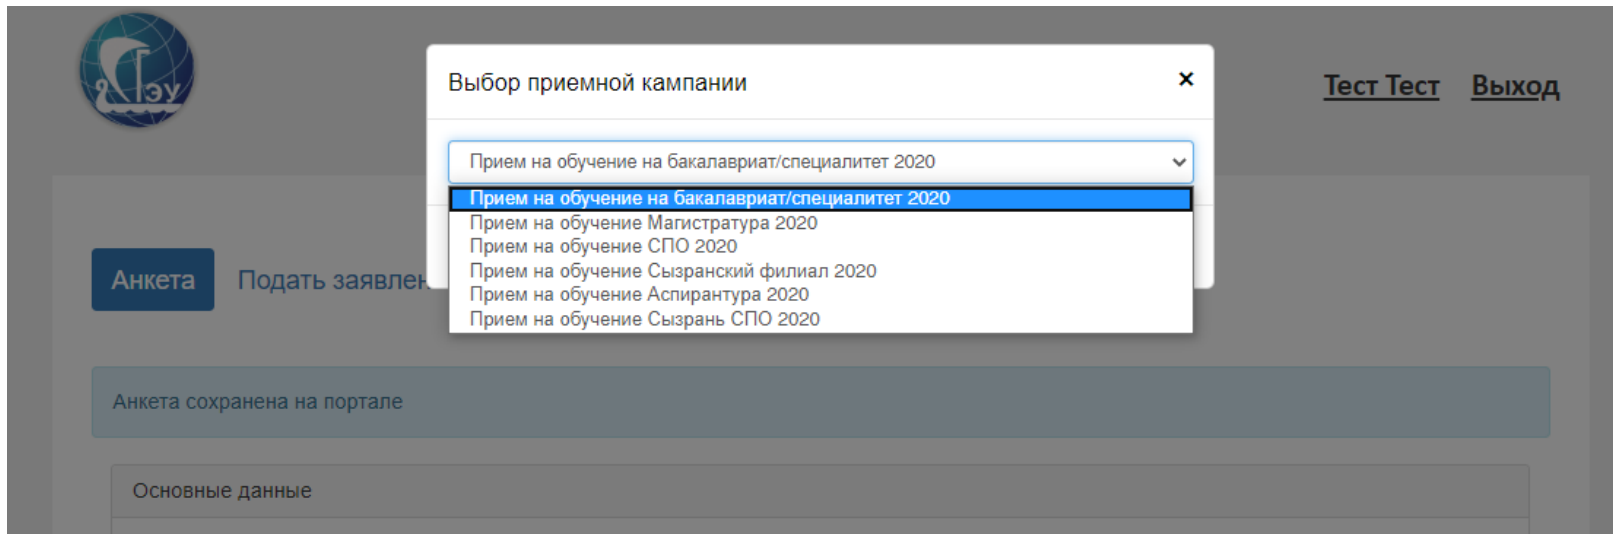 ГЭУ
Выбор приемной кампании
×
Тест Тест Выход
Прием на обучение на бакалавриат/специалитет 2020
Прием на обучение на бакалавриат/специалитет 2020
Прием на обучение Магистратура 2020
Прием на обучение СПО 2020
Прием на обучение Сызранский филиал 2020
Прием на обучение Аспирантура 2020
Прием на обучение Сызрань СПО 2020
Анкета Подать заявлен
Анкета сохранена на портале
Основные данные